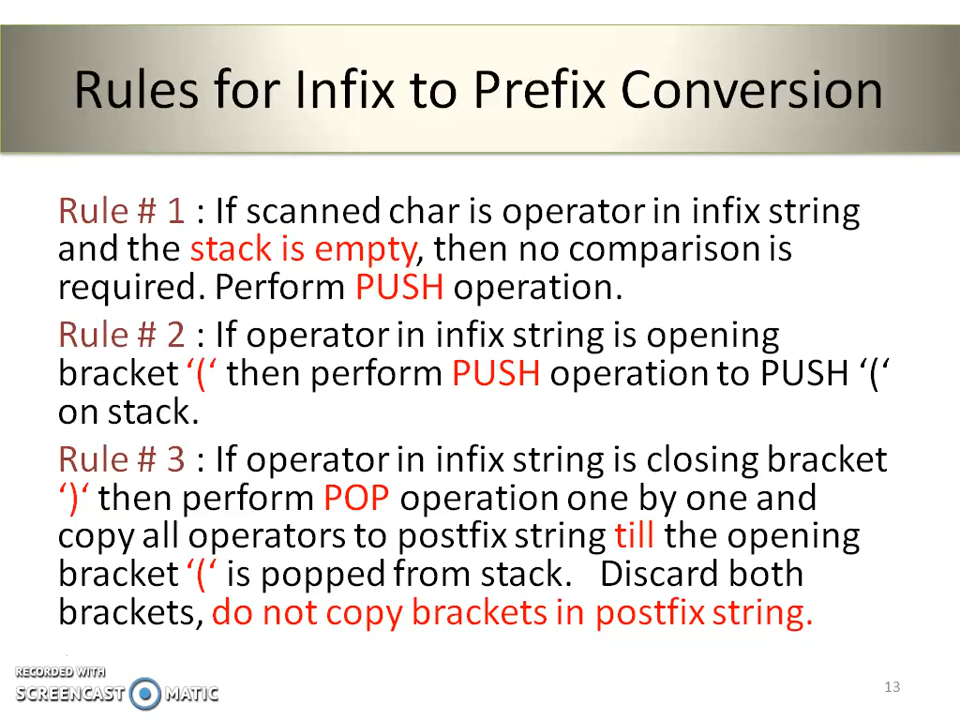 Rules for Infix to Prefix Conversion
Rule # 1 : If scanned char is operator in infix string
and the stack is empty, then no comparison is
required. Perform PUSH operation.
Rule # 2 : If operator in infix string is opening
bracket ‘(‘ then perform PUSH operation to PUSH ‘(‘
on stack.
Rule # 3 : If operator in infix string is closing bracket
‘)‘ then perform POP operation one by one and
copy all operators to postfix string till the opening
bracket ‘(‘ is popped from stack. Discard both
brackets, do not copy brackets in postfix string.
RECORDED WITH
SCREENCAST MATIC
13